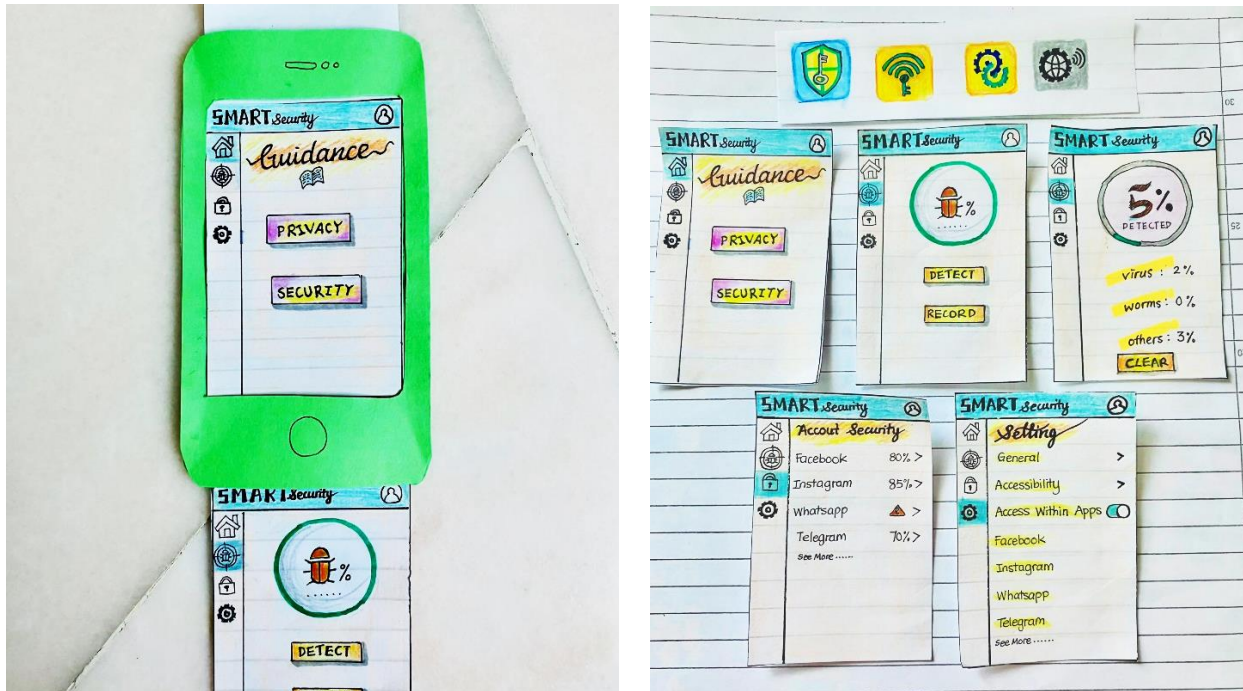 SMART Security
Guidance
PRIVACY
SECURITY
SMART Security
%
DETECT
SMART Security
Guidance
PRIVACY
SECURITY
SMART Security
%
DETECT
RECORD
SMART Security
5%
DETECTED
virus : 2%
worms : 0%
others : 3%
CLEAR
SMART Security
Accout Security
Facebook 80% >
Instagram 85% >
Whatsapp >
Telegram 70% >
See More ......
SMART Security
Setting
General >
Accessibility >
Access Within Apps
Facebook
Instagram
Whatsapp
Telegram
See More ......
30
25